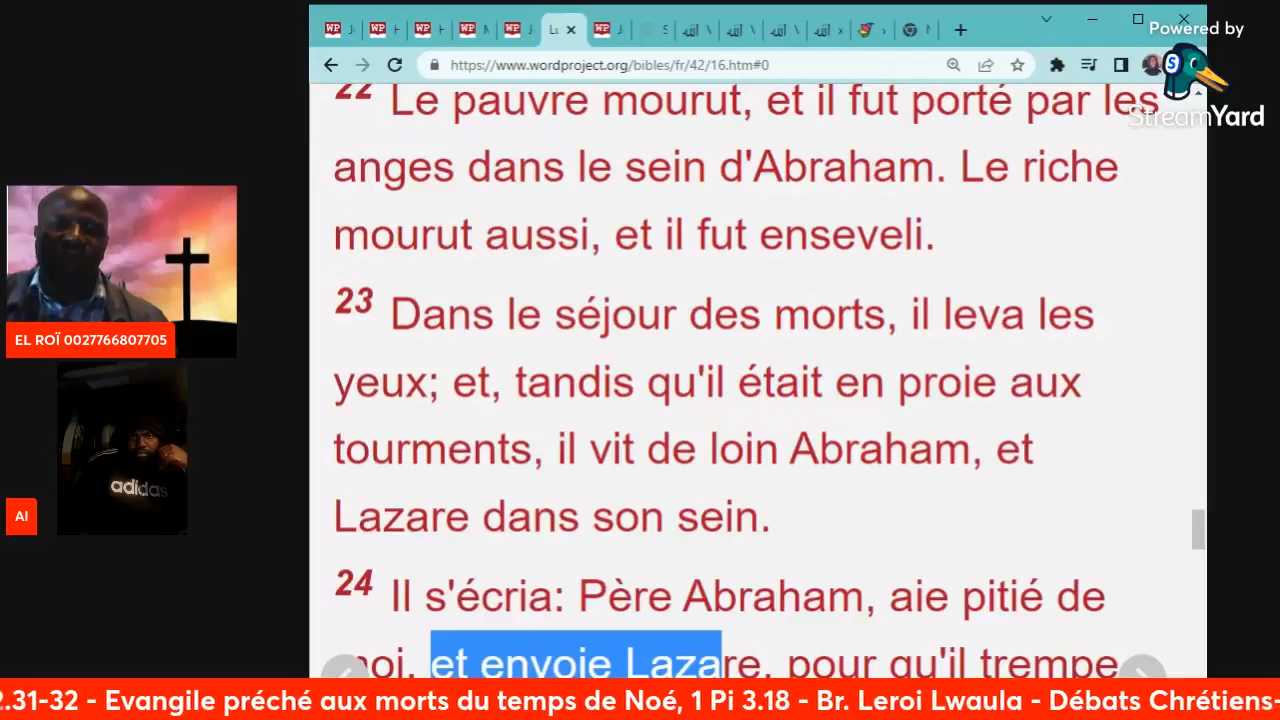 Powered by
StreamYard
https://www.wordproject.org/bibles/fr/42/16.htm#0
22 Le pauvre mourut, et il fut porté par les
anges dans le sein d'Abraham. Le riche
mourut aussi, et il fut enseveli.
23 Dans le séjour des morts, il leva les
yeux; et, tandis qu'il était en proie aux
tourments, il vit de loin Abraham, et
Lazare dans son sein.
24 Il s'écria: Père Abraham, aie pitié de
moi, et envoie Lazare, pour qu'il trempe
EL ROÏ 0027766807705
adidas
AI
2.31-32 - Evangile préché aux morts du temps de Noé, 1 Pi 3.18 - Br. Leroi Lwaula - Débats Chrétiens-